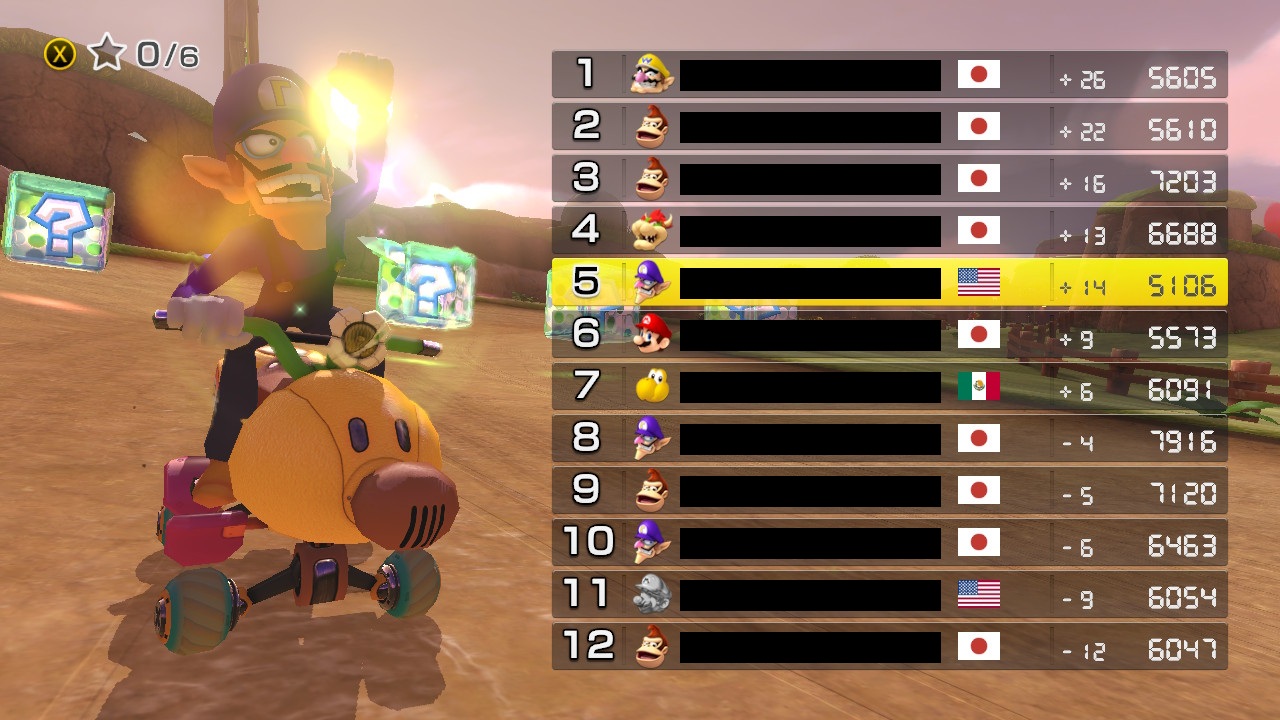 X 0/6
1 + 26 5605
2 + 22 5610
3 + 16 7203
4 + 13 6688
5 + 14 5106
6 + 9 5573
7 + 6 6091
8 - 4 7916
9 - 5 7120
10 - 6 6463
11 - 9 6054
12 - 12 6047